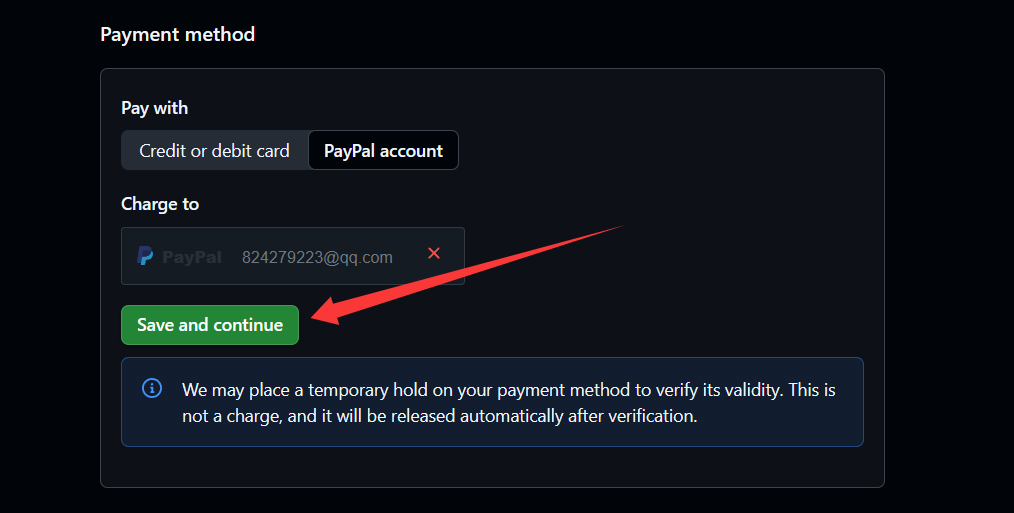 Payment method
Pay with
Credit or debit card PayPal account
Charge to
PayPal 824279223@qq.com
Save and continue
We may place a temporary hold on your payment method to verify its validity. This is
not a charge, and it will be released automatically after verification.